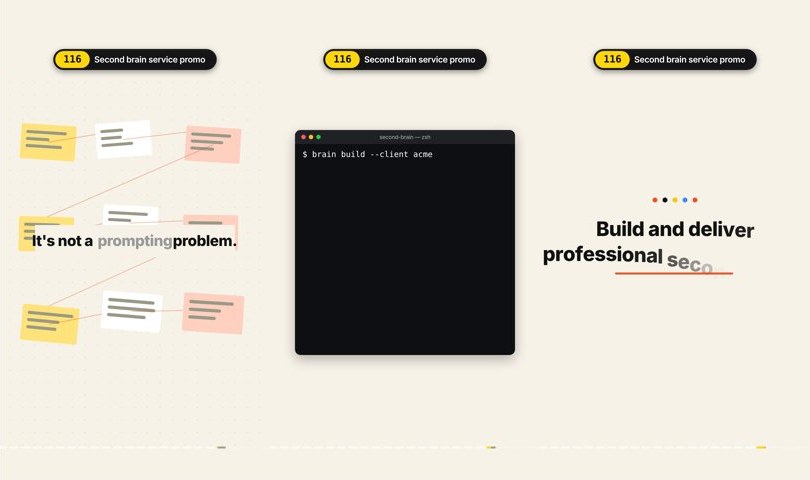 116 Second brain service promo
It's not a prompting problem.
116 Second brain service promo
second-brain — zsh
$ brain build --client acme
116 Second brain service promo
Build and deliver
professional seco